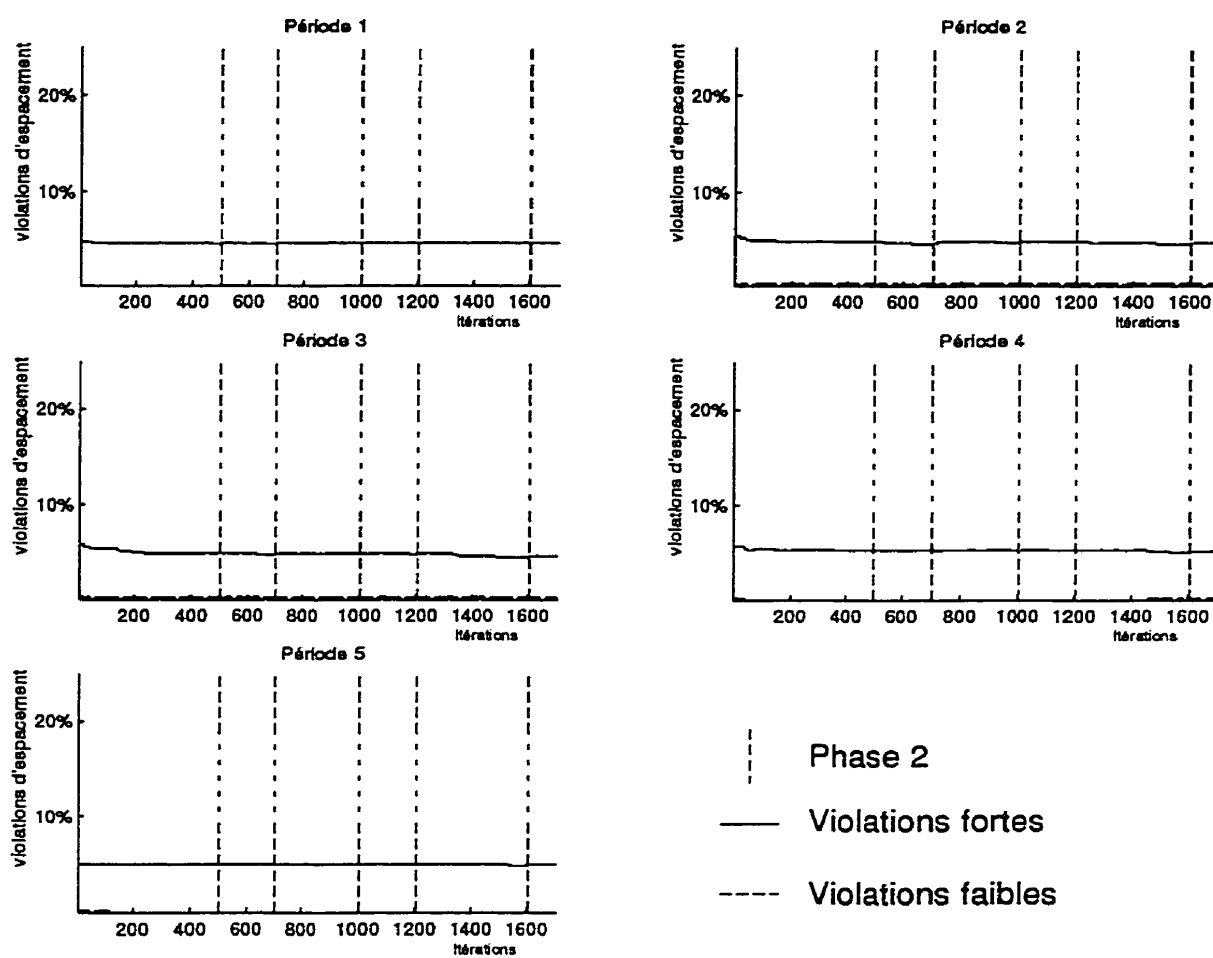 Période 1
violations d'espacement
20%
10%
200 400 600 800 1000 1200 1400 1600
Itérations
Période 2
violations d'espacement
20%
10%
200 400 600 800 1000 1200 1400 1600
Itérations
Période 3
violations d'espacement
20%
10%
200 400 600 800 1000 1200 1400 1600
Itérations
Période 4
violations d'espacement
20%
10%
200 400 600 800 1000 1200 1400 1600
Itérations
Période 5
violations d'espacement
20%
10%
200 400 600 800 1000 1200 1400 1600
Itérations
Phase 2
Violations fortes
Violations faibles